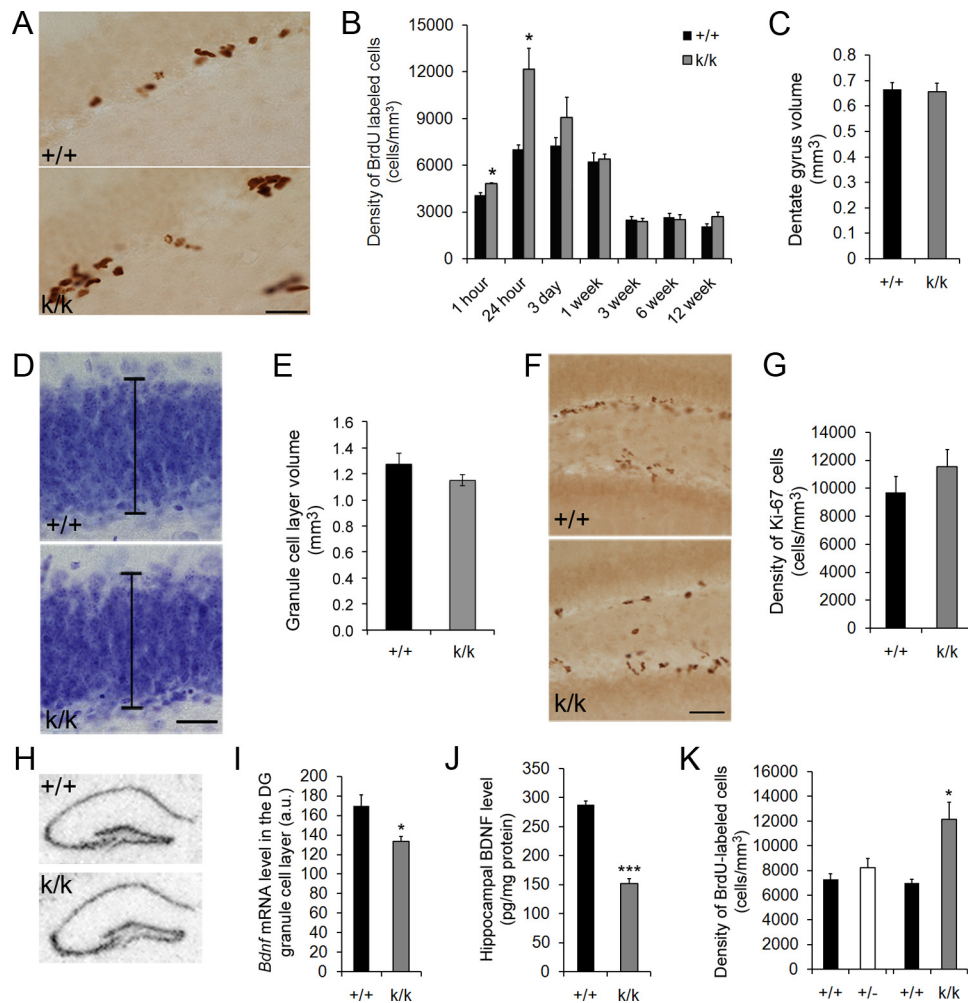 A
+/+
k/k
B
Density of BrdU labeled cells
(cells/mm³)
15000
12000
9000
6000
3000
0
*
*
+/+
k/k
1 hour
24 hour
3 day
1 week
3 week
6 week
12 week
C
Dentate gyrus volume
(mm³)
0.8
0.7
0.6
0.5
0.4
0.3
0.2
0.1
0
+/+ k/k
D
+/+
k/k
E
Granule cell layer volume
(mm³)
1.6
1.4
1.2
1.0
0.8
0.6
0.4
0.2
0.0
+/+ k/k
F
+/+
k/k
G
Density of Ki-67 cells
(cells/mm³)
14000
12000
10000
8000
6000
4000
2000
0
+/+ k/k
H
+/+
k/k
I
Bdnf mRNA level in the DG
granule cell layer (a.u.)
200
180
160
140
120
100
80
60
40
20
0
*
+/+ k/k
J
Hippocampal BDNF level
(pg/mg protein)
350
300
250
200
150
100
50
0
***
+/+ k/k
K
Density of BrdU-labeled cells
(cells/mm³)
16000
14000
12000
10000
8000
6000
4000
2000
0
*
+/+ +/- +/+ k/k